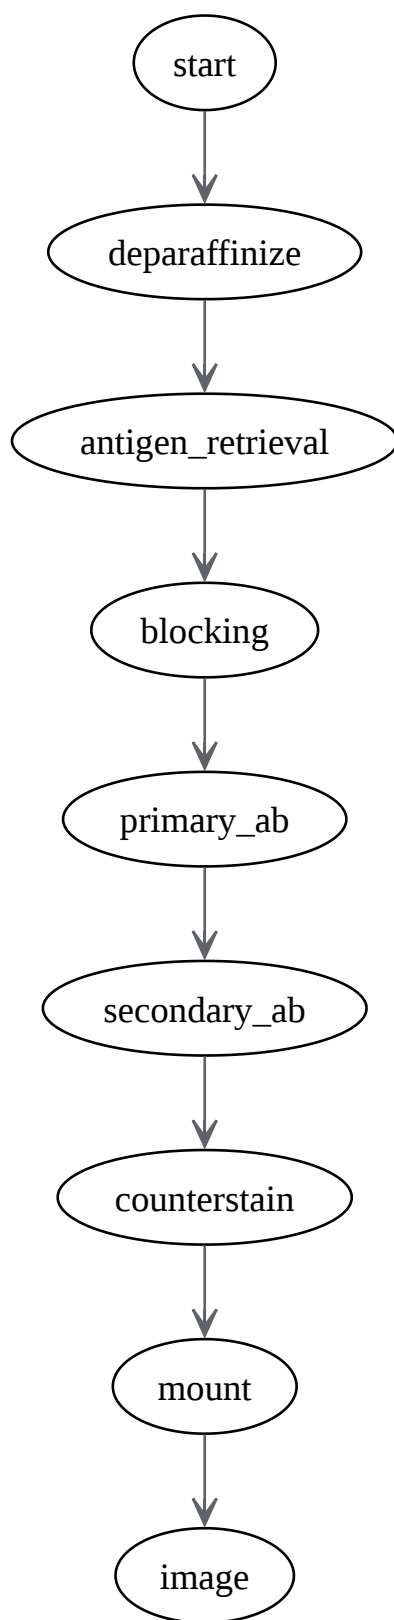 start
deparaffinize
antigen_retrieval
blocking
primary_ab
secondary_ab
counterstain
mount
image